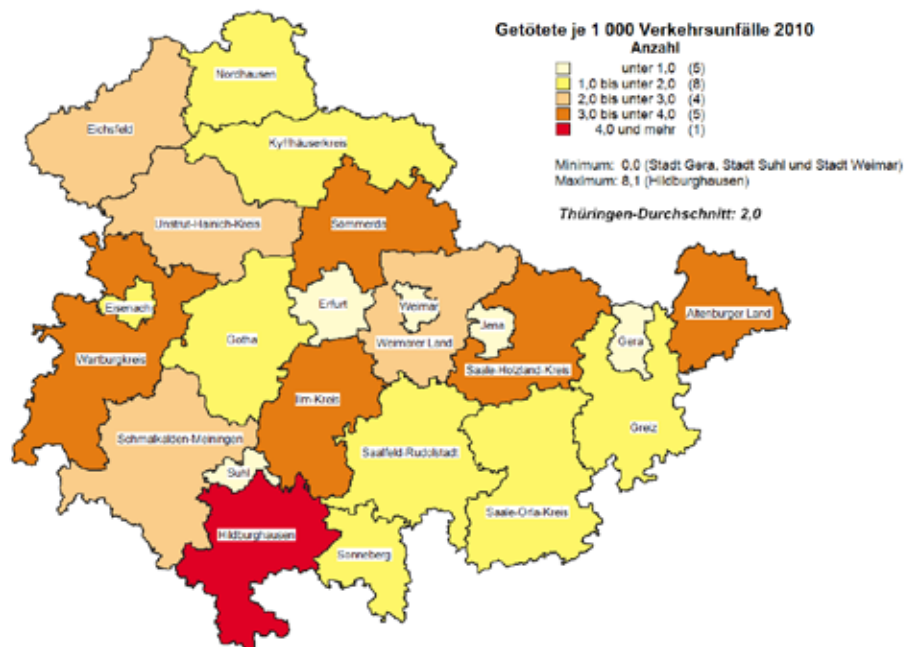 Getötete je 1 000 Verkehrsunfälle 2010
Anzahl
unter 1,0 (5)
1,0 bis unter 2,0 (8)
2,0 bis unter 3,0 (4)
3,0 bis unter 4,0 (5)
4,0 und mehr (1)
Minimum: 0,0 (Stadt Gera, Stadt Suhl und Stadt Weimar)
Maximum: 8,1 (Hildburghausen)
Thüringen-Durchschnitt: 2,0
Nordhausen
Eichsfeld
Kyffhäuserkreis
Unstrut-Hainich-Kreis
Sömmerda
Eisenach
Erfurt
Weimar
Jena
Gera
Altenburger Land
Gotha
Weimarer Land
Wartburgkreis
Saale-Holzland-Kreis
Ilm-Kreis
Greiz
Schmalkalden-Meiningen
Saalfeld-Rudolstadt
Suhl
Saale-Orla-Kreis
Hildburghausen
Sonneberg